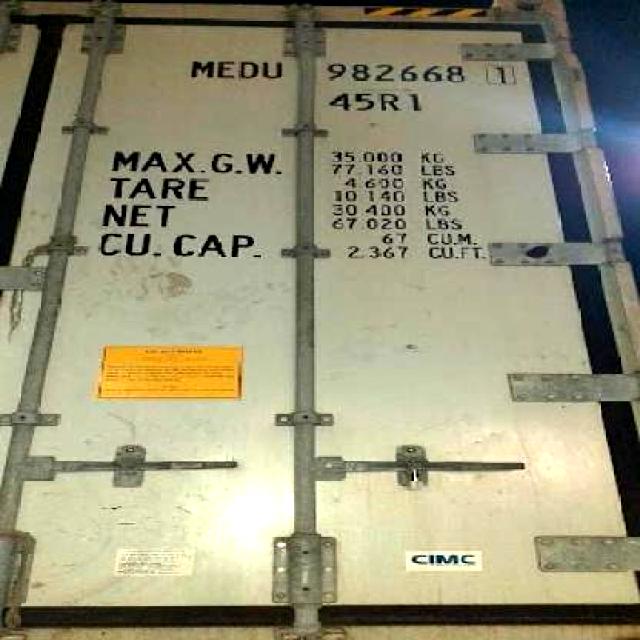 MEDU 982668 1
45R1
MAX.G.W. 35 000 KG.
77 160 LBS
TARE 4 600 KG.
10 140 LBS
NET 30 400 KG.
67 020 LBS
CU.CAP. 67 CU.M.
2.367 CU.FT.
CIMC